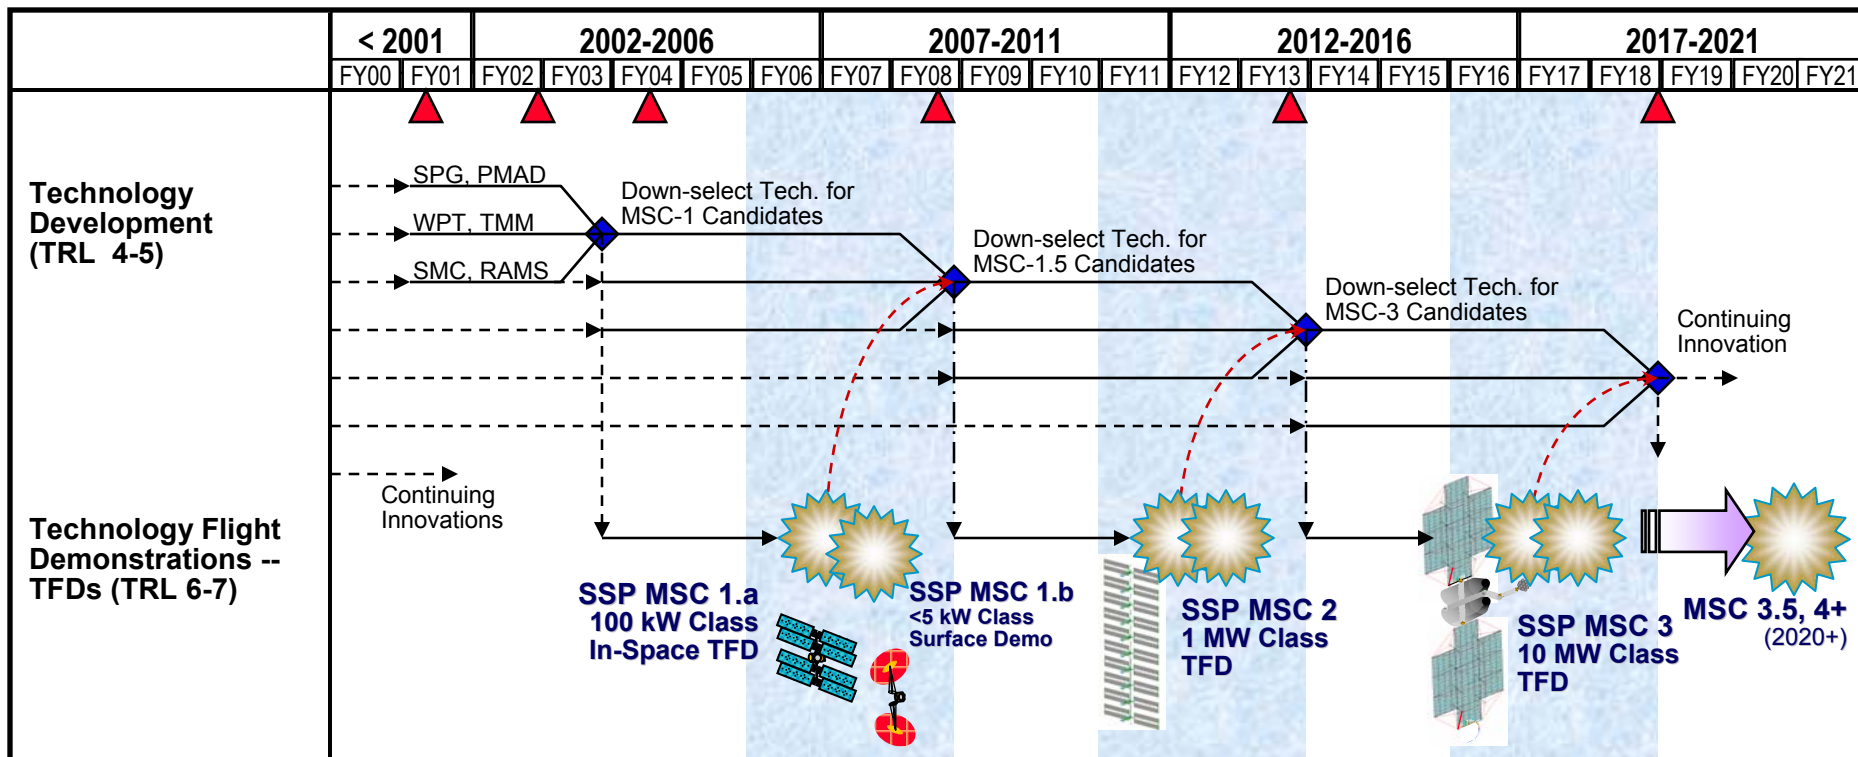 < 2001
2002-2006
2007-2011
2012-2016
2017-2021
FY00 FY01 FY02 FY03 FY04 FY05 FY06 FY07 FY08 FY09 FY10 FY11 FY12 FY13 FY14 FY15 FY16 FY17 FY18 FY19 FY20 FY21
Technology
Development
(TRL 4-5)
SPG, PMAD
WPT, TMM
SMC, RAMS
Down-select Tech. for
MSC-1 Candidates
Down-select Tech. for
MSC-1.5 Candidates
Down-select Tech. for
MSC-3 Candidates
Continuing
Innovation
Continuing
Innovations
Technology Flight
Demonstrations --
TFDs (TRL 6-7)
SSP MSC 1.a
100 kW Class
In-Space TFD
SSP MSC 1.b
<5 kW Class
Surface Demo
SSP MSC 2
1 MW Class
TFD
SSP MSC 3
10 MW Class
TFD
MSC 3.5, 4+
(2020+)